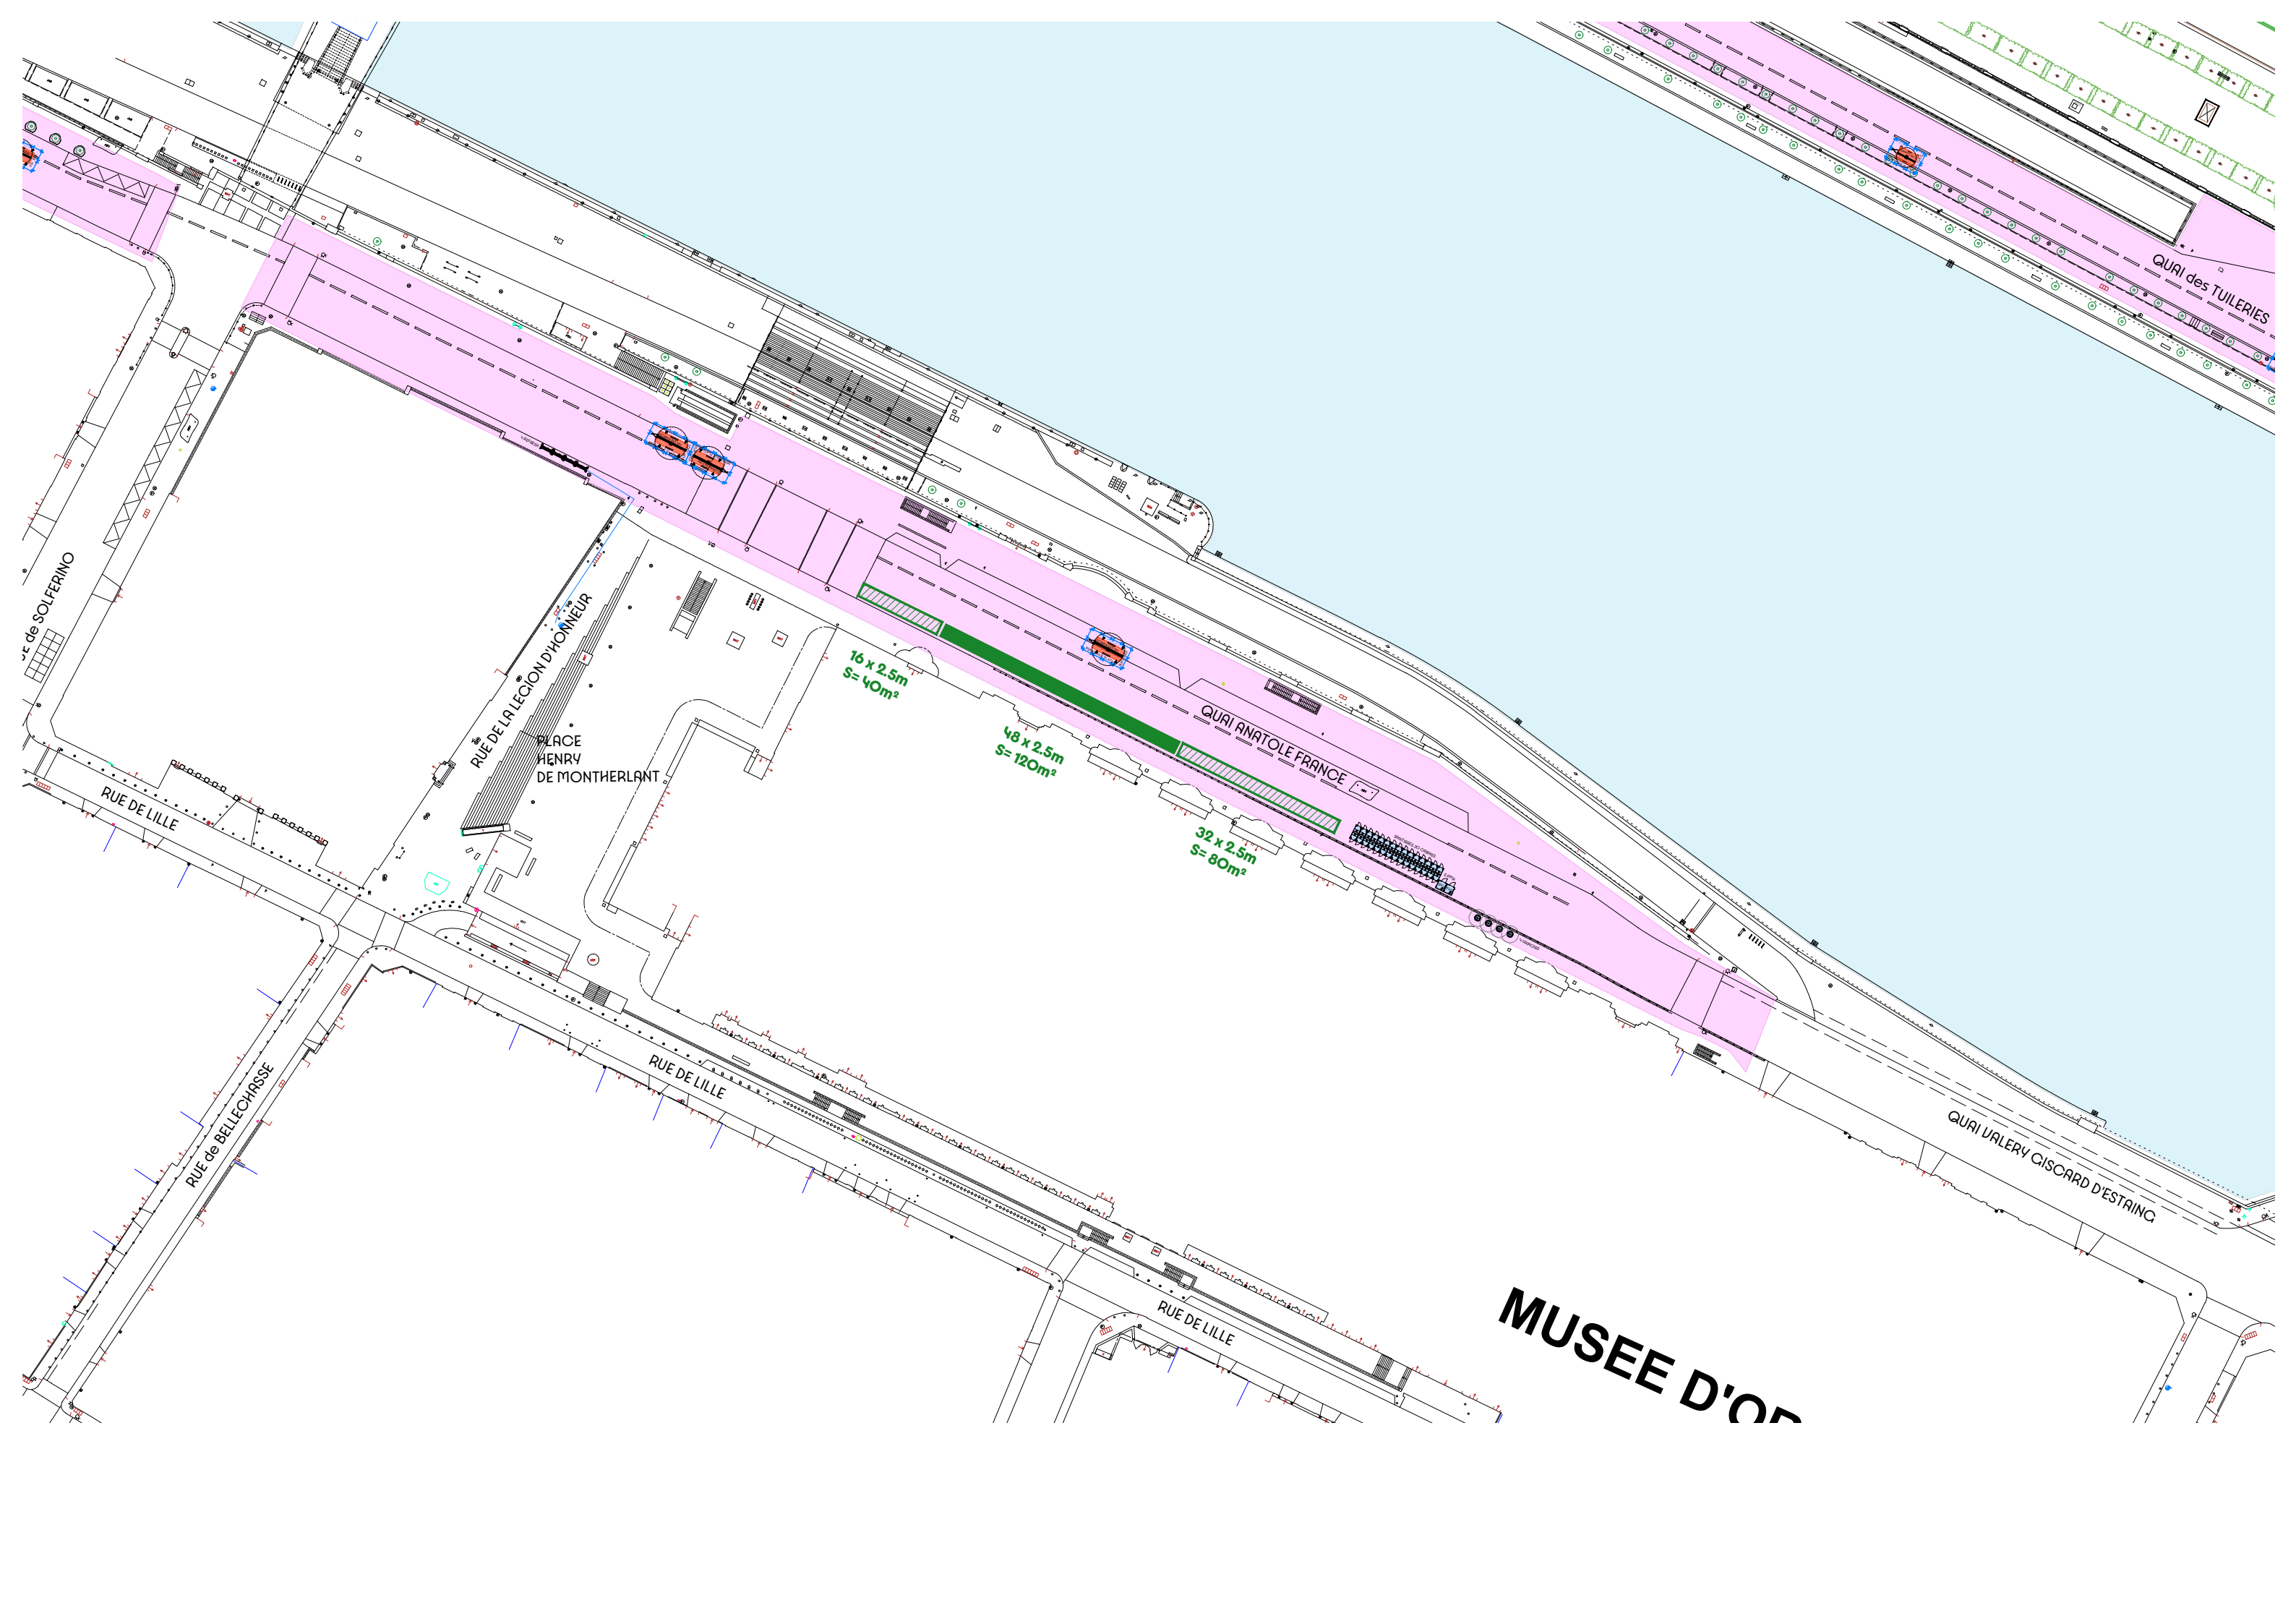 QUAI des TUILERIES
RUE DE LA LEGION D'HONNEUR
16 x 2.5m
S= 40m²
PLACE
HENRY
DE MONTHERLANT
48 x 2.5m
S= 120m²
QUAI ANATOLE FRANCE
32 x 2.5m
S= 80m²
DE de SOLFERINO
RUE DE LILLE
RUE de BELLECHASSE
RUE DE LILLE
QUAI VALERY GISCARD D'ESTAING
RUE DE LILLE
MUSEE D'OR